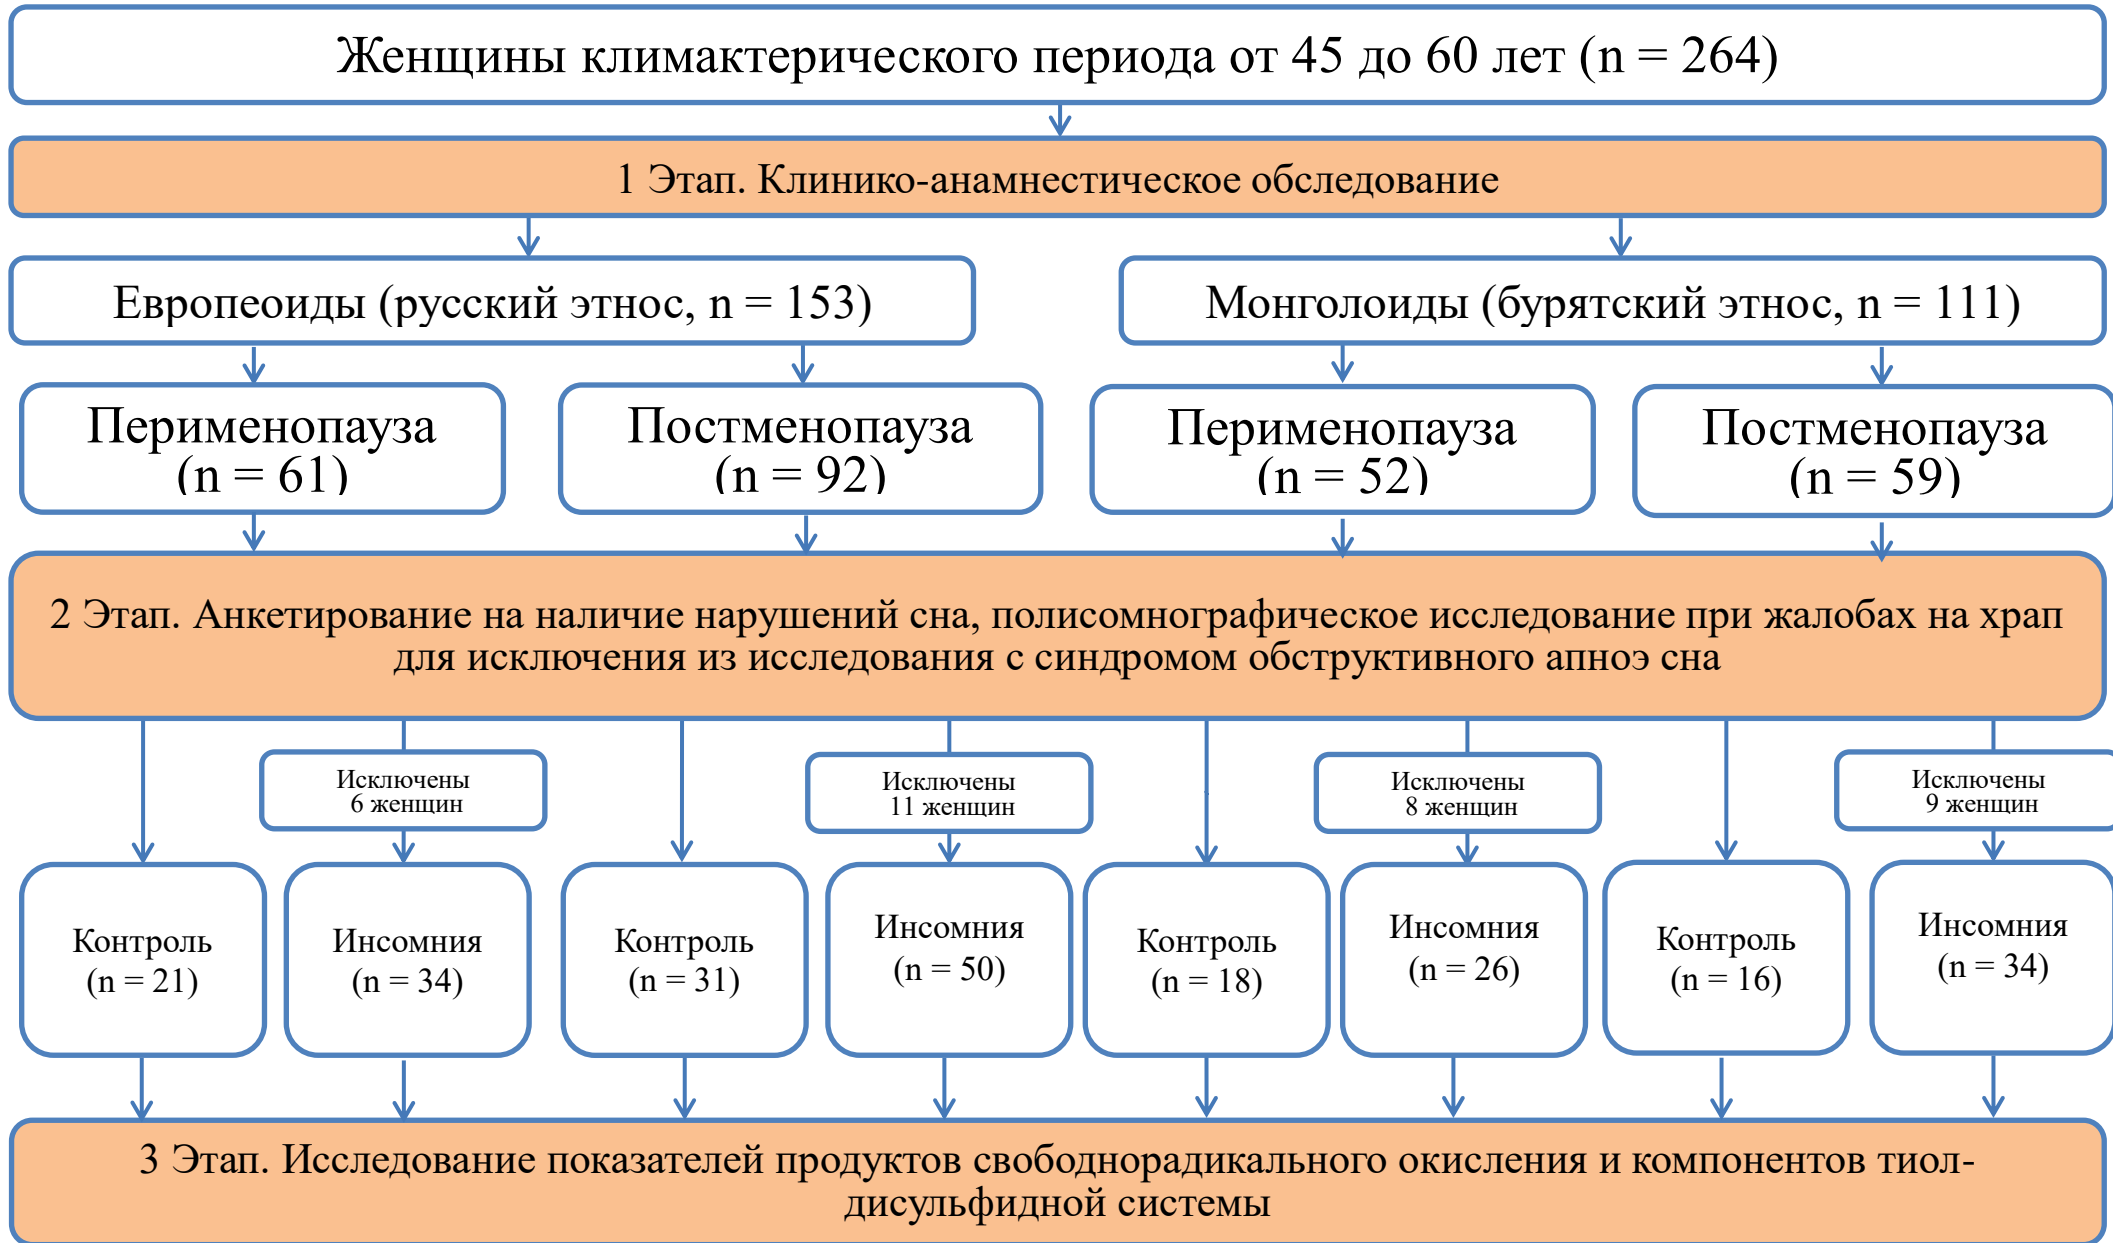 Женщины климактерического периода от 45 до 60 лет (n = 264)
1 Этап. Клинико-анамнестическое обследование
Европеоиды (русский этнос, n = 153)
Монголоиды (бурятский этнос, n = 111)
Перименопауза
(n = 61)
Постменопауза
(n = 92)
Перименопауза
(n = 52)
Постменопауза
(n = 59)
2 Этап. Анкетирование на наличие нарушений сна, полисомнографическое исследование при жалобах на храп
для исключения из исследования с синдромом обструктивного апноэ сна
Исключены
6 женщин
Исключены
11 женщин
Исключены
8 женщин
Исключены
9 женщин
Контроль
(n = 21)
Инсомния
(n = 34)
Контроль
(n = 31)
Инсомния
(n = 50)
Контроль
(n = 18)
Инсомния
(n = 26)
Контроль
(n = 16)
Инсомния
(n = 34)
3 Этап. Исследование показателей продуктов свободнорадикального окисления и компонентов тиол-
дисульфидной системы